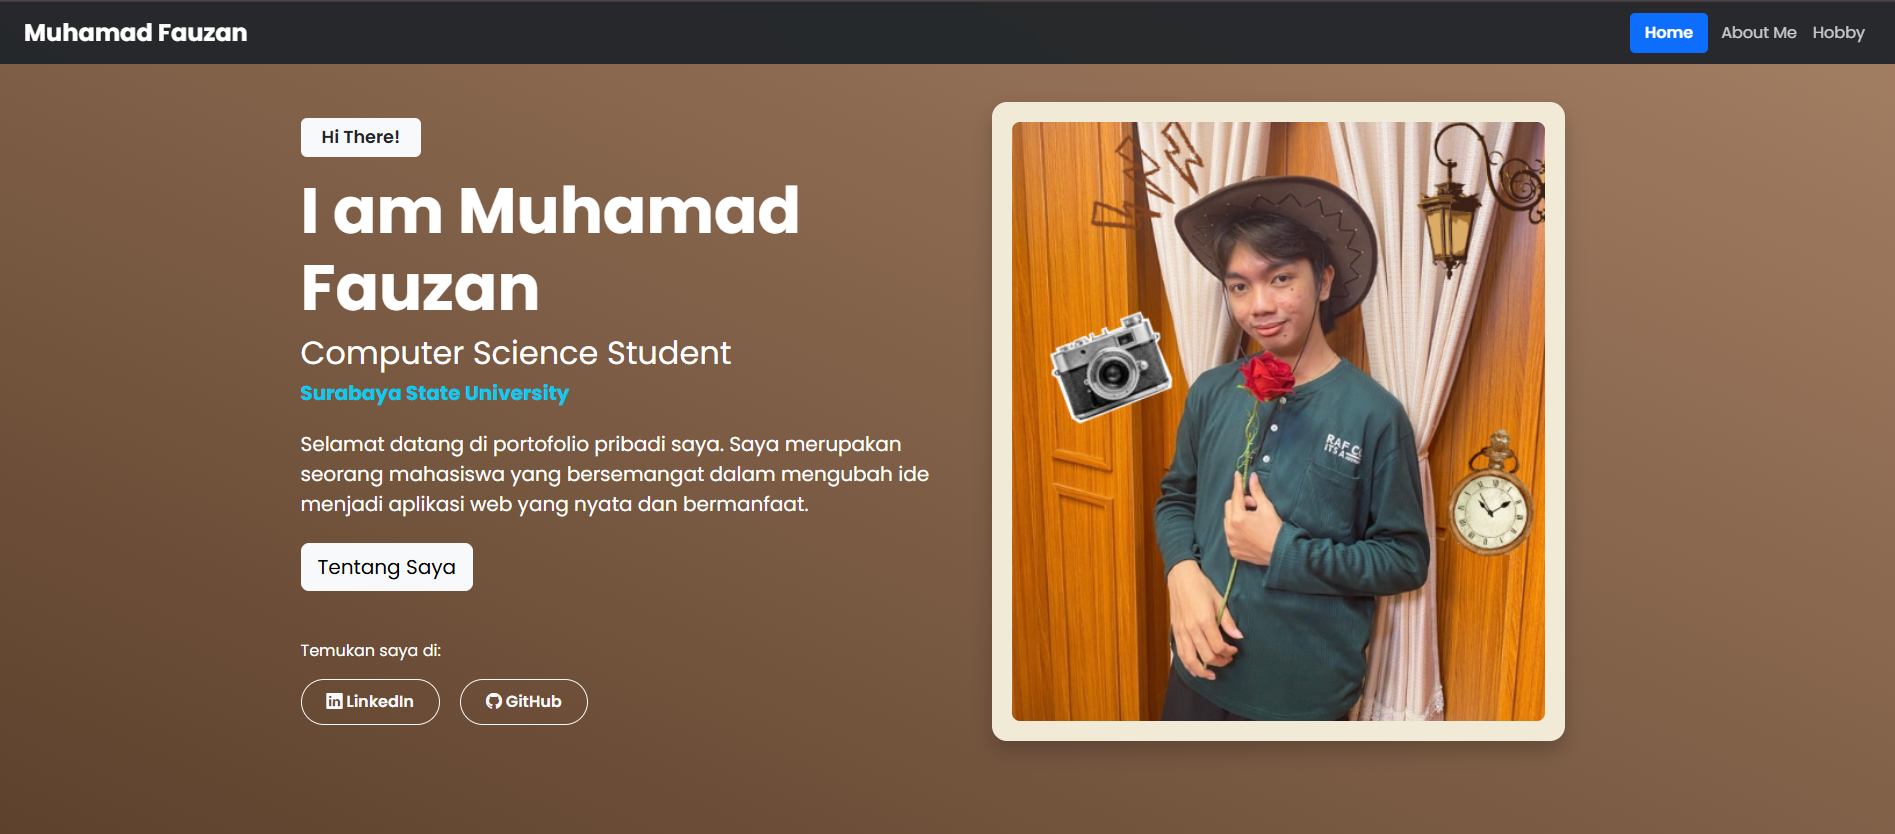 Muhamad Fauzan
Home About Me Hobby
Hi There!
I am Muhamad
Fauzan
Computer Science Student
Surabaya State University
Selamat datang di portofolio pribadi saya. Saya merupakan
seorang mahasiswa yang bersemangat dalam mengubah ide
menjadi aplikasi web yang nyata dan bermanfaat.
Tentang Saya
Temukan saya di:
LinkedIn
GitHub
ITS A